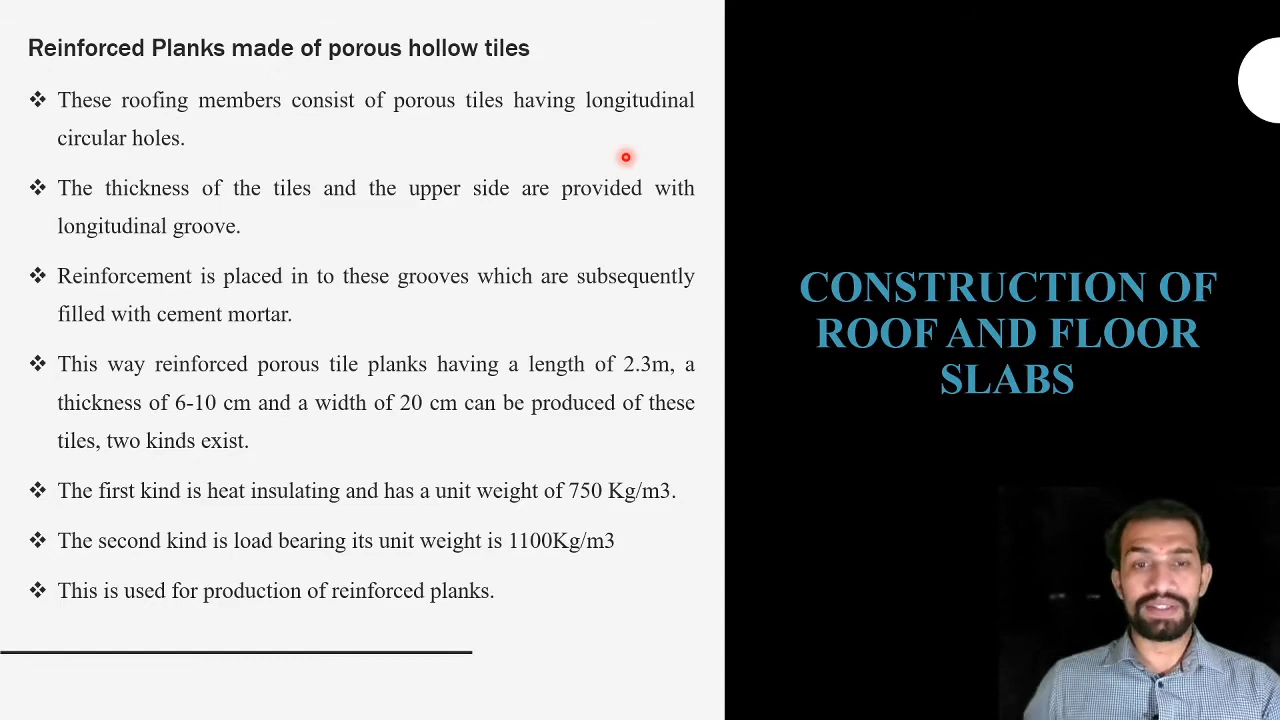 Reinforced Planks made of porous hollow tiles
❖ These roofing members consist of porous tiles having longitudinal
circular holes.
❖ The thickness of the tiles and the upper side are provided with
longitudinal groove.
❖ Reinforcement is placed in to these grooves which are subsequently
filled with cement mortar.
❖ This way reinforced porous tile planks having a length of 2.3m, a
thickness of 6-10 cm and a width of 20 cm can be produced of these
tiles, two kinds exist.
❖ The first kind is heat insulating and has a unit weight of 750 Kg/m3.
❖ The second kind is load bearing its unit weight is 1100Kg/m3
❖ This is used for production of reinforced planks.
CONSTRUCTION OF
ROOF AND FLOOR
SLABS